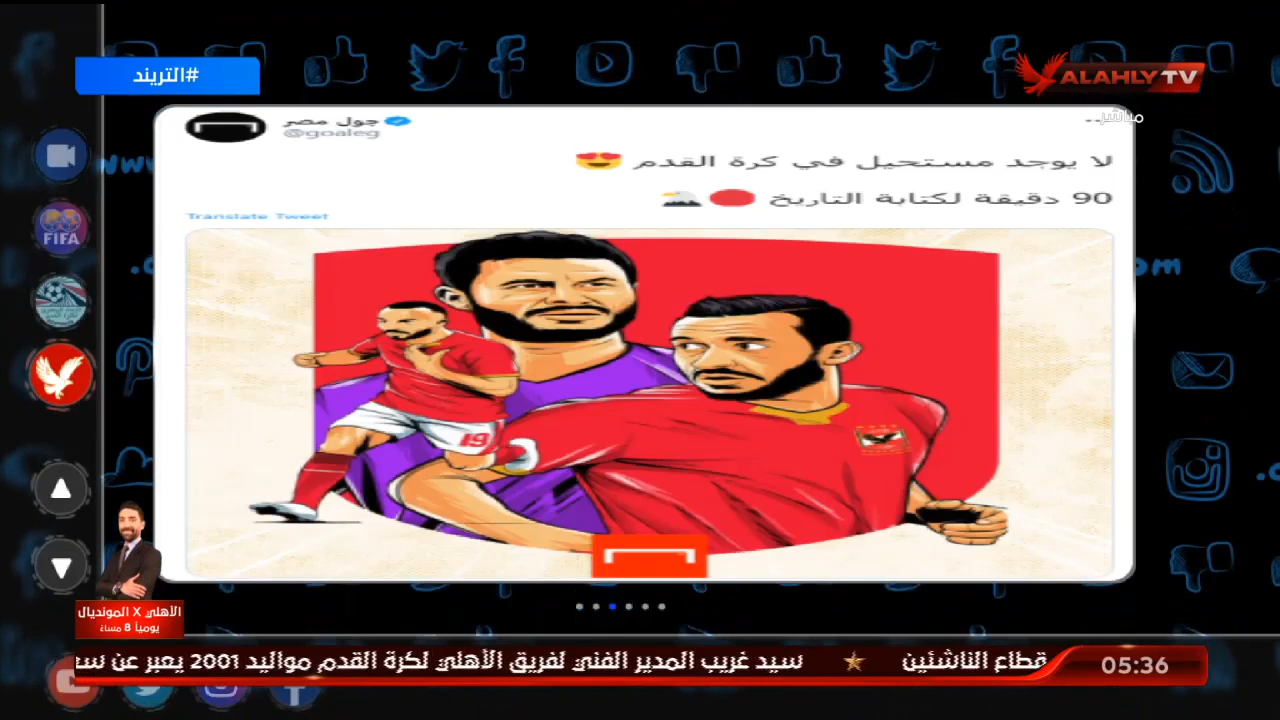 #التريند
ALAHLY TV
مباشر
جول مصر
@goaleg
لا يوجد مستحيل في كرة القدم 😍
90 دقيقة لكتابة التاريخ 🔴🏔️
Translate Tweet
FIFA
19
الأهلي X المونديال
يومياً 8 مساءً
قطاع الناشئين ★ سيد غريب المدير الفني لفريق الأهلي لكرة القدم مواليد 2001 يعبر عن
05:36